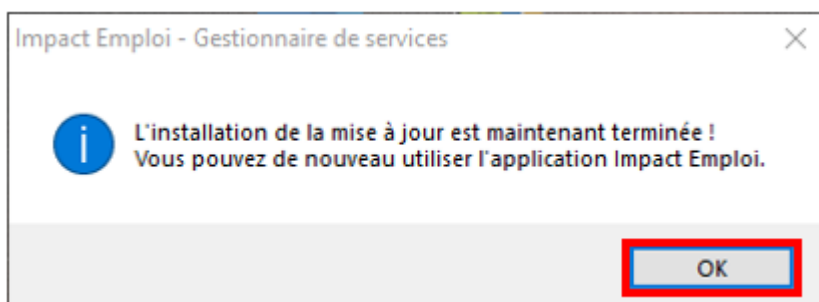 Impact Emploi - Gestionnaire de services
L'installation de la mise à jour est maintenant terminée !
Vous pouvez de nouveau utiliser l'application Impact Emploi.
OK